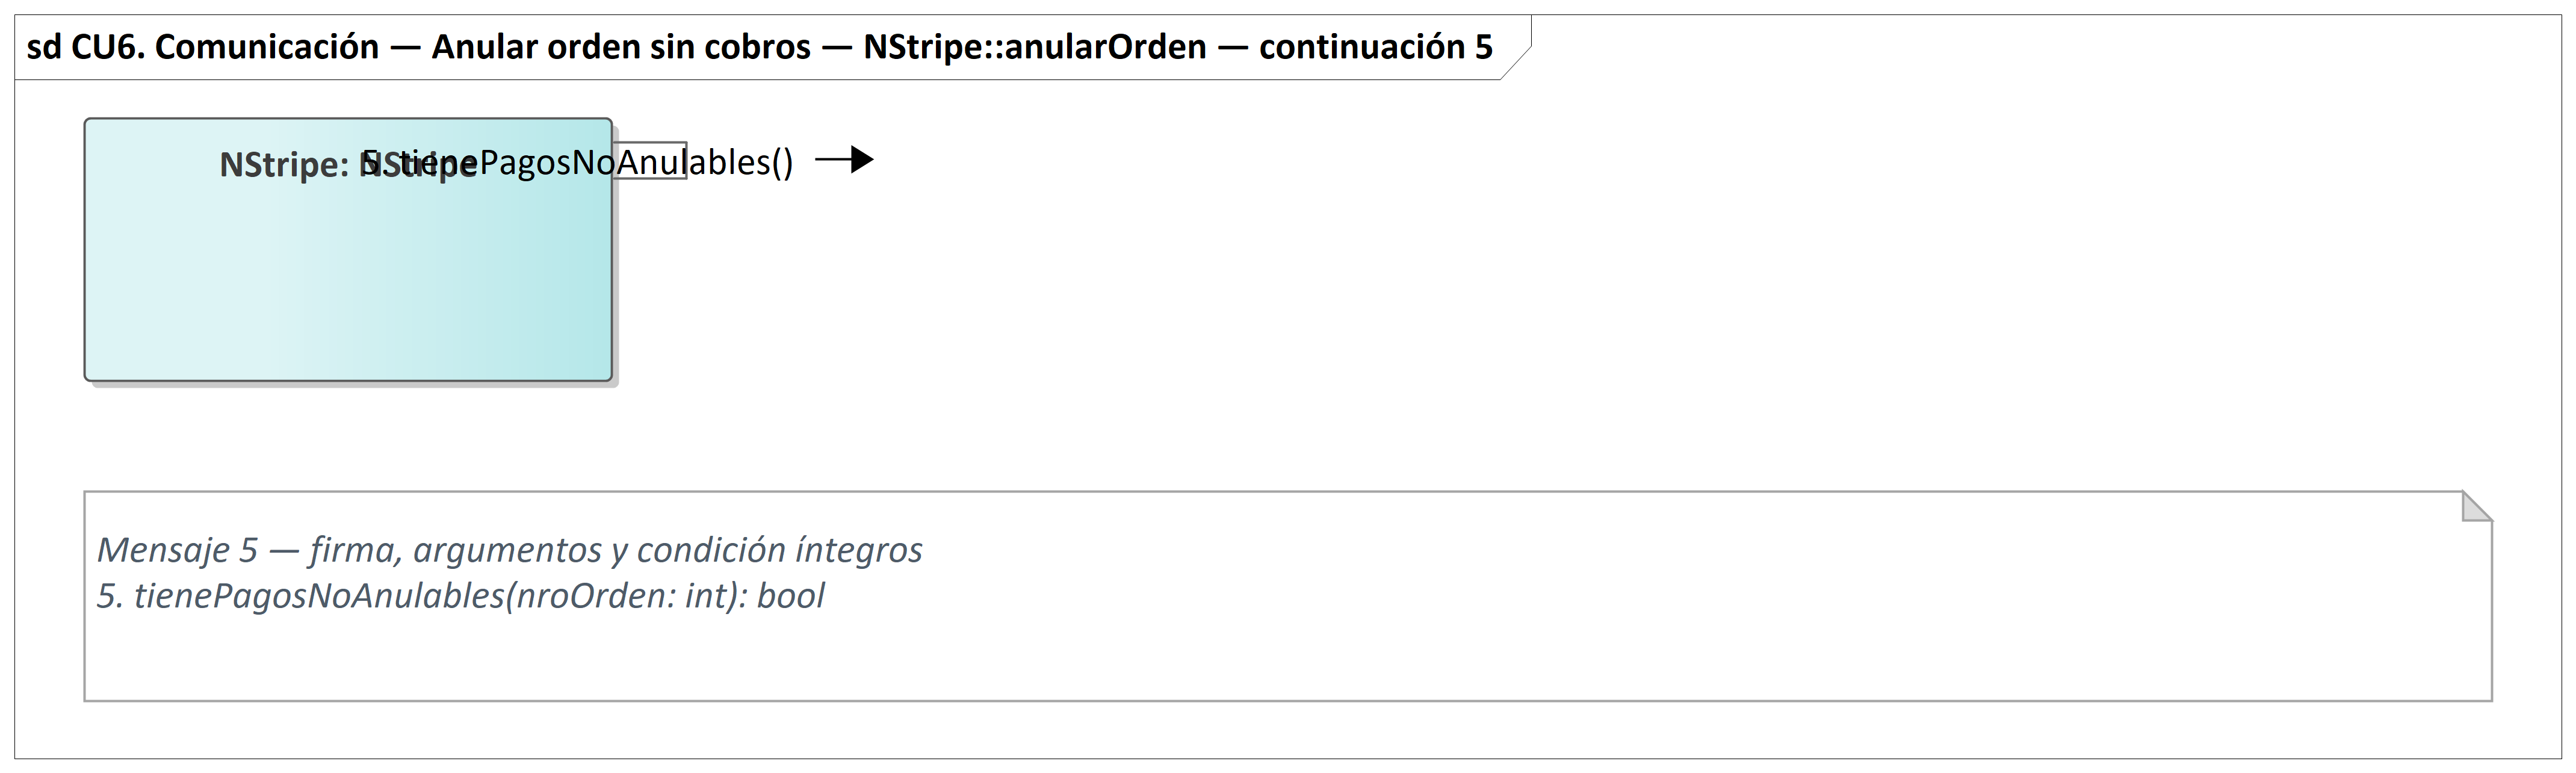 sd CU6. Comunicación — Anular orden sin cobros — NStripe::anularOrden — continuación 5
NStripe: NStripe
5. tienePagosNoAnulables()
Mensaje 5 — firma, argumentos y condición íntegros
5. tienePagosNoAnulables(nroOrden: int): bool